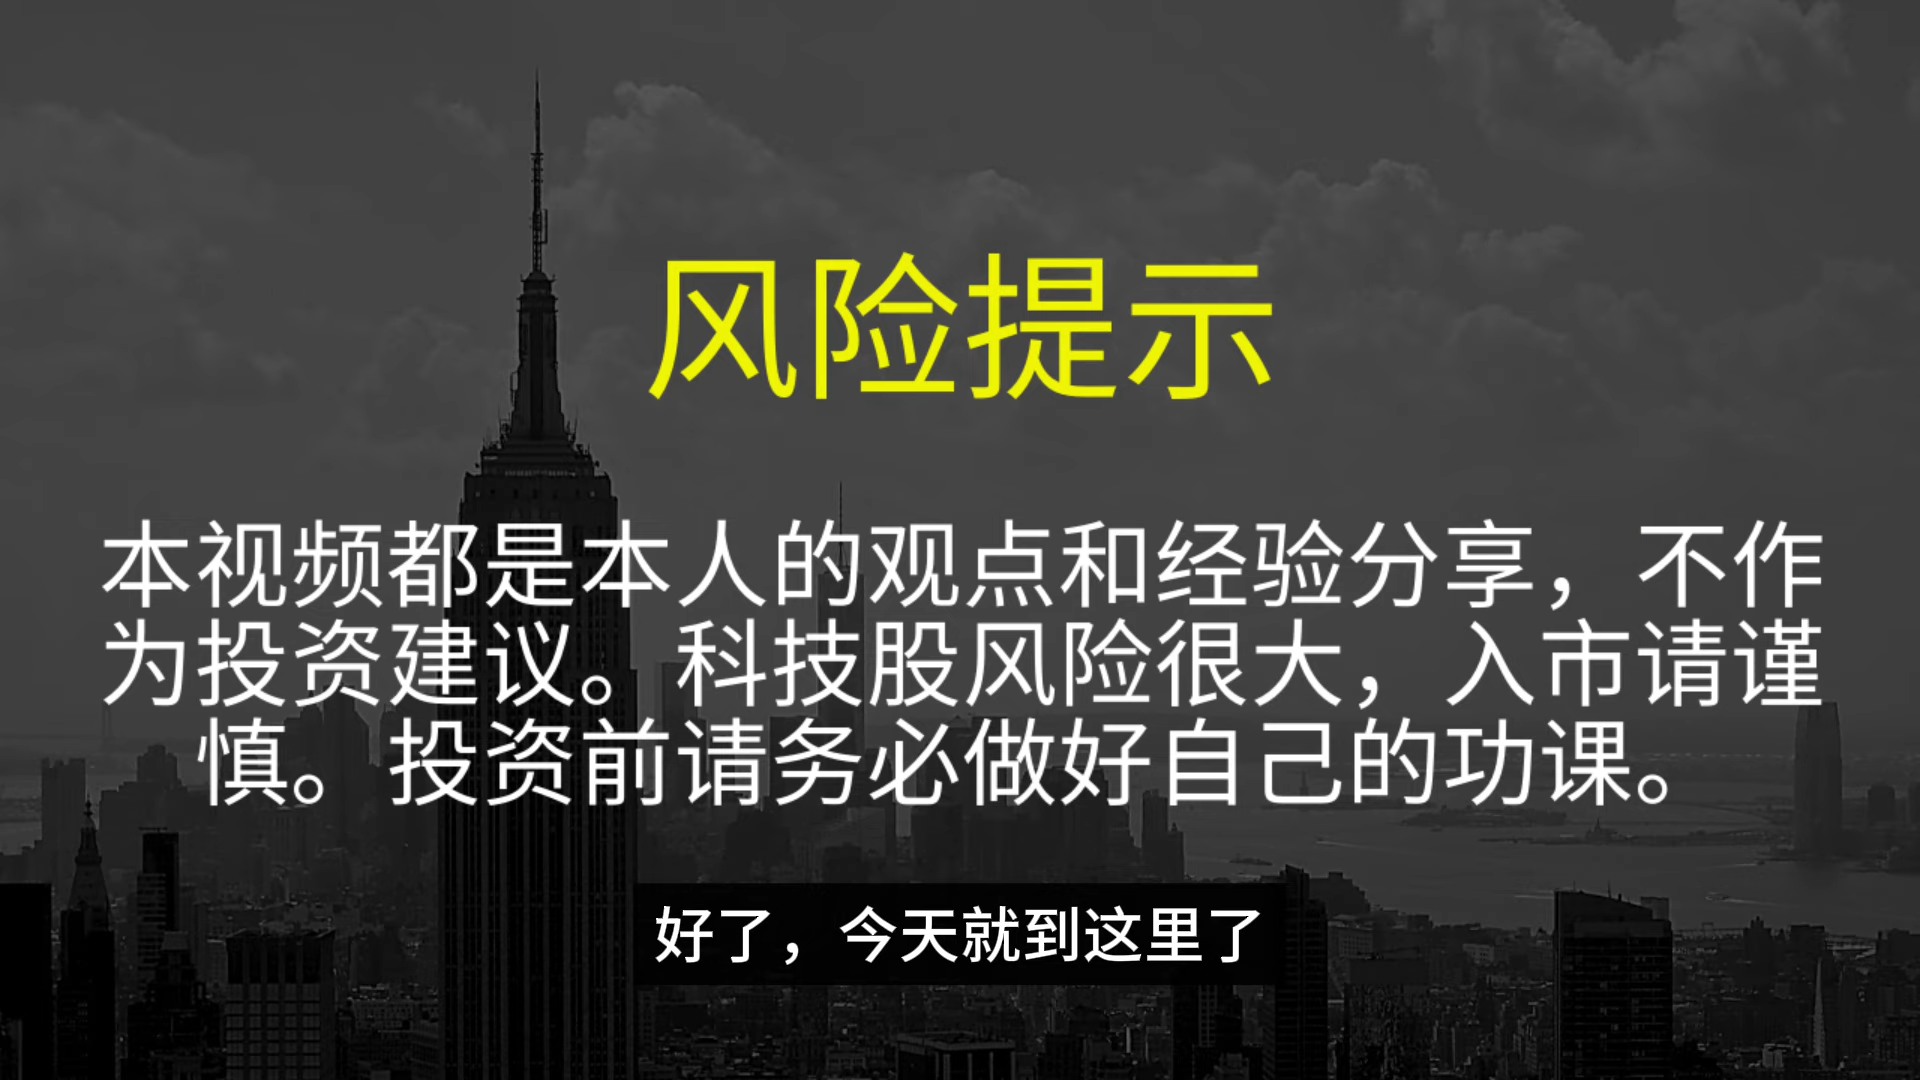 风险提示
本视频都是本人的观点和经验分享，不作
为投资建议。科技股风险很大，入市请谨
慎。投资前请务必做好自己的功课。
好了，今天就到这里了